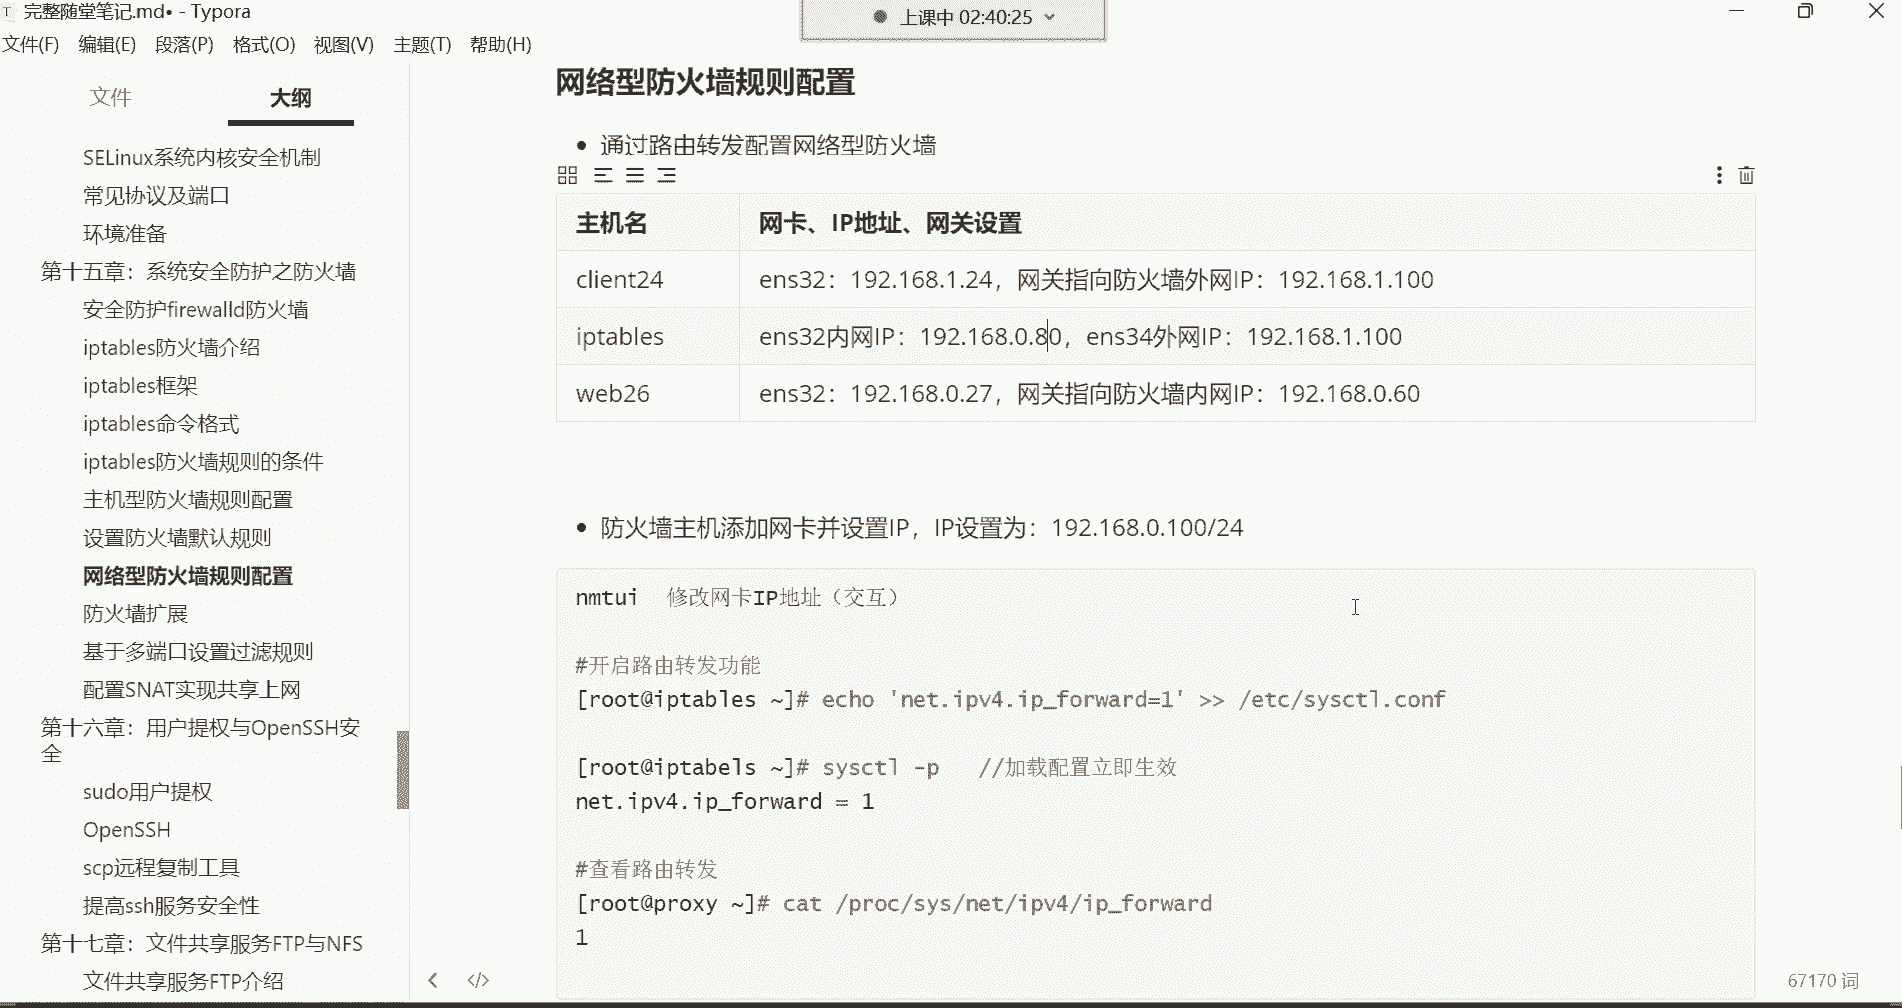 完整随堂笔记.md• - Typora
上课中 02:40:25
文件(F) 编辑(E) 段落(P) 格式(O) 视图(V) 主题(T) 帮助(H)
文件 大纲
SELinux系统内核安全机制
常见协议及端口
环境准备
第十五章：系统安全防护之防火墙
安全防护firewalld防火墙
iptables防火墙介绍
iptables框架
iptables命令格式
iptables防火墙规则的条件
主机型防火墙规则配置
设置防火墙默认规则
网络型防火墙规则配置
防火墙扩展
基于多端口设置过滤规则
配置SNAT实现共享上网
第十六章：用户提权与OpenSSH安
全
sudo用户提权
OpenSSH
scp远程复制工具
提高ssh服务安全性
第十七章：文件共享服务FTP与NFS
文件共享服务FTP介绍
网络型防火墙规则配置
通过路由转发配置网络型防火墙
主机名 网卡、IP地址、网关设置
client24 ens32：192.168.1.24，网关指向防火墙外网IP：192.168.1.100
iptables ens32内网IP：192.168.0.80，ens34外网IP：192.168.1.100
web26 ens32：192.168.0.27，网关指向防火墙内网IP：192.168.0.60
防火墙主机添加网卡并设置IP，IP设置为：192.168.0.100/24
nmtui 修改网卡IP地址（交互）
#开启路由转发功能
[root@iptables ~]# echo 'net.ipv4.ip_forward=1' >> /etc/sysctl.conf
[root@iptabels ~]# sysctl -p //加载配置立即生效
net.ipv4.ip_forward = 1
#查看路由转发
[root@proxy ~]# cat /proc/sys/net/ipv4/ip_forward
1
67170 词